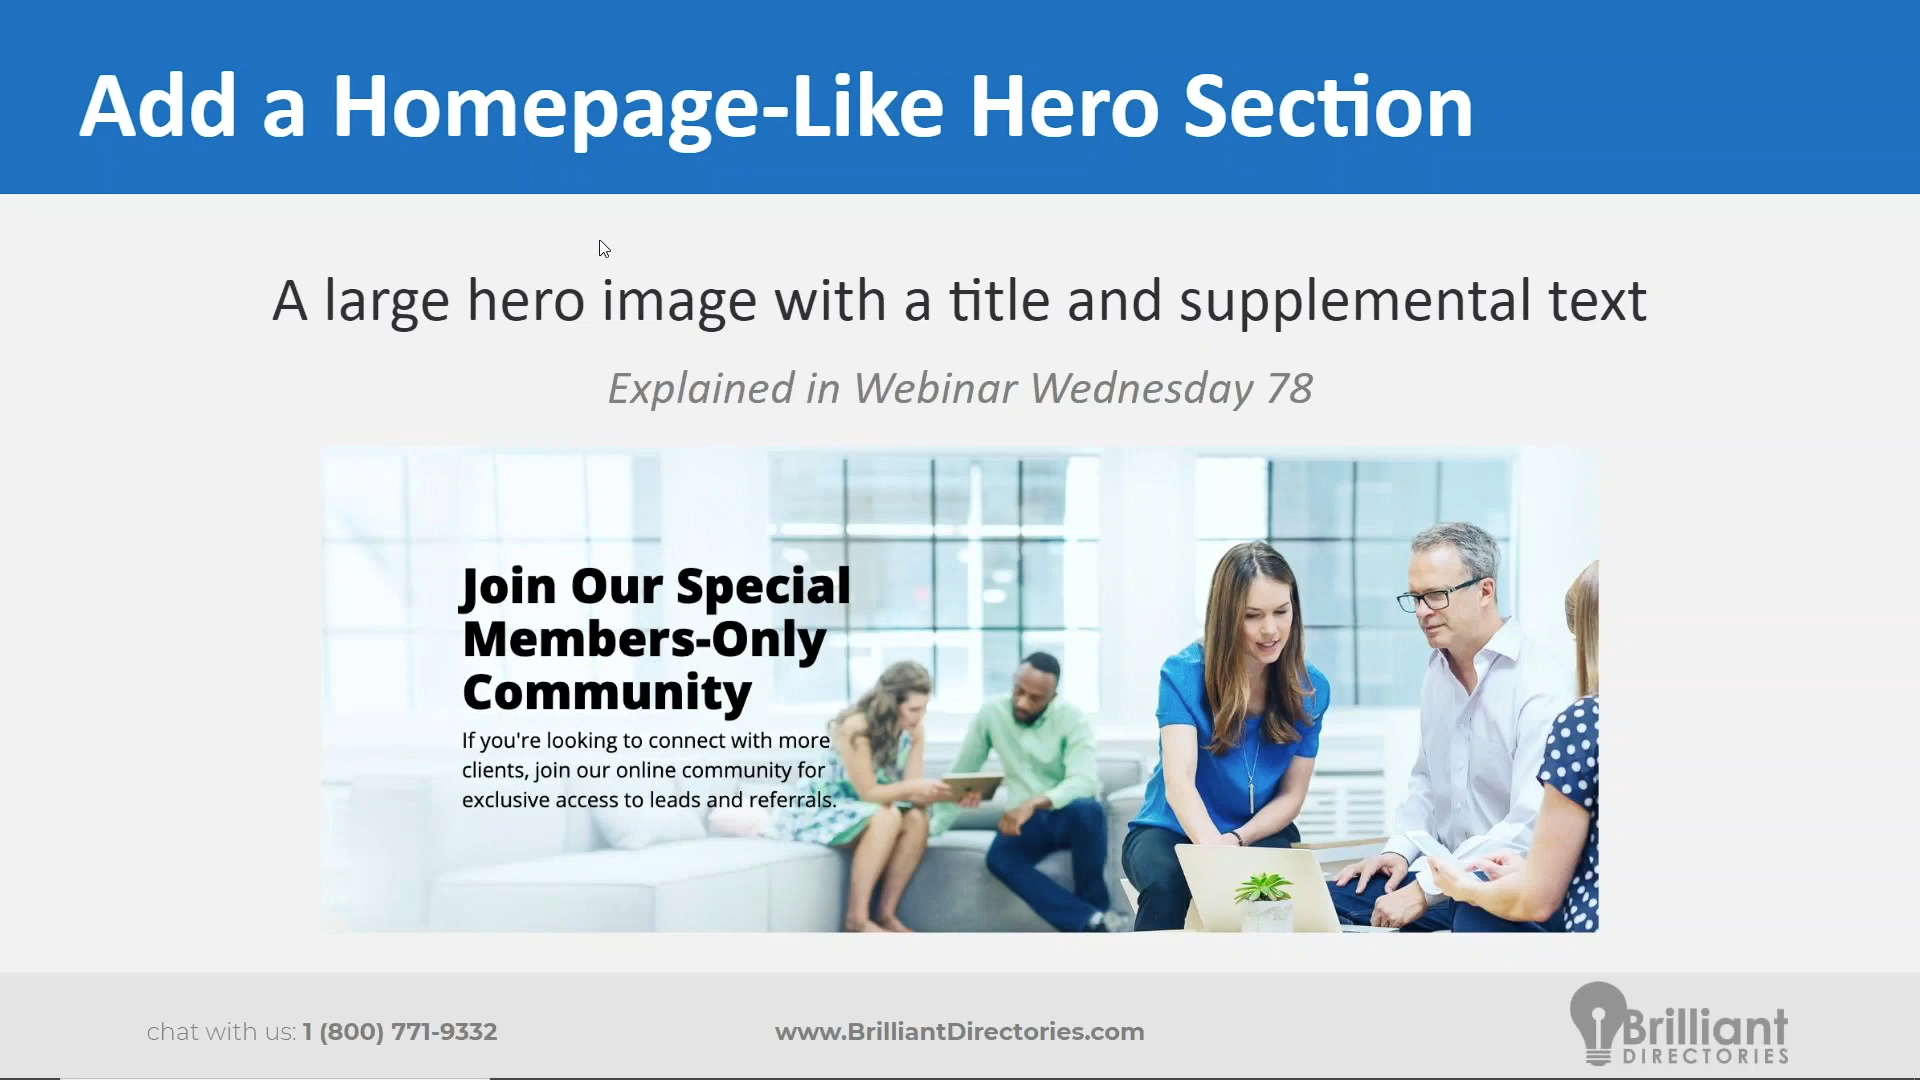 Add a Homepage-Like Hero Section
A large hero image with a title and supplemental text
Explained in Webinar Wednesday 78
Join Our Special
Members-Only
Community
If you're looking to connect with more
clients, join our online community for
exclusive access to leads and referrals.
chat with us: 1 (800) 771-9332
www.BrilliantDirectories.com
Brilliant
DIRECTORIES